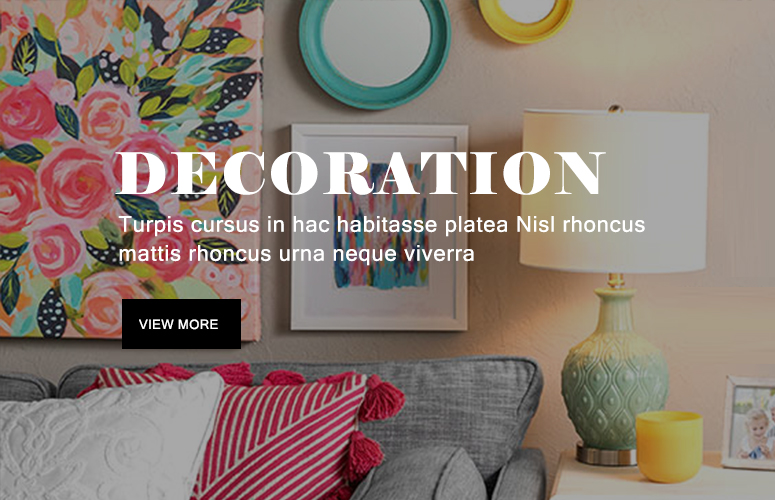 DECORATION
Turpis cursus in hac habitasse platea Nisl rhoncus
mattis rhoncus urna neque viverra
VIEW MORE